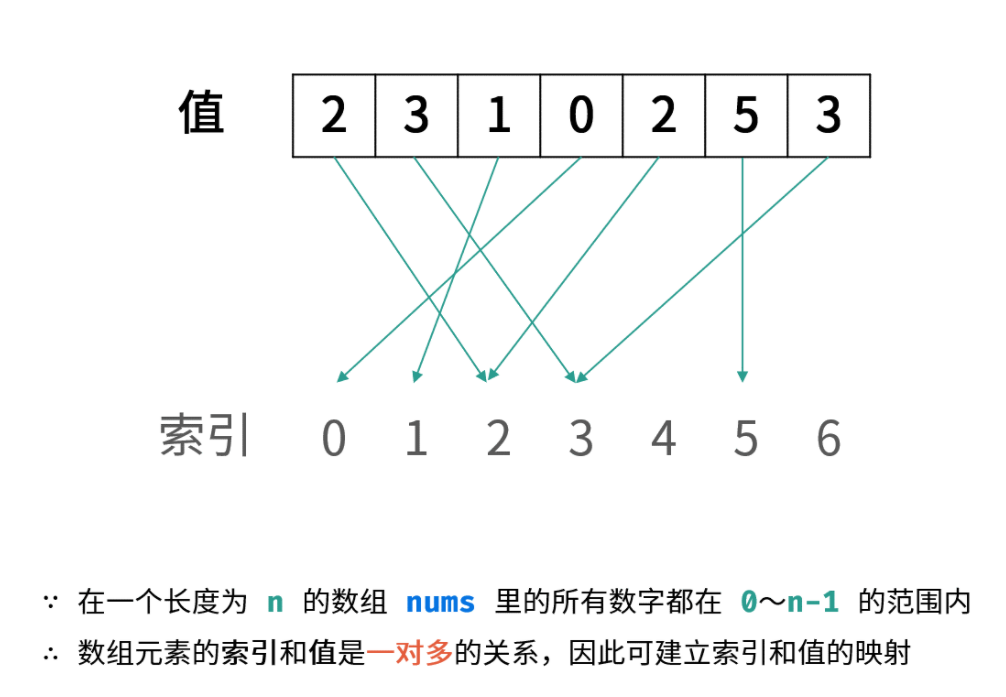 值 2 3 1 0 2 5 3
索引 0 1 2 3 4 5 6
∵ 在一个长度为 n 的数组 nums 里的所有数字都在 0～n-1 的范围内
∴ 数组元素的索引和值是一对多的关系，因此可建立索引和值的映射